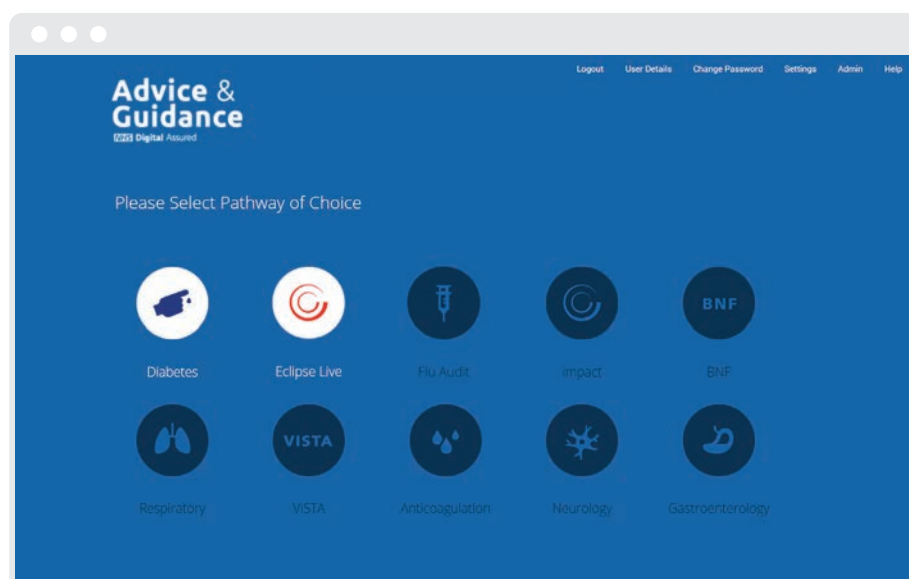 Logout User Details Change Password Settings Admin Help
Advice &
Guidance
NHS Digital Assured
Please Select Pathway of Choice
BNF
Diabetes Eclipse Live Flu Audit impact BNF
VISTA
Respiratory ViSTA Anticoagulation Neurology Gastroenterology